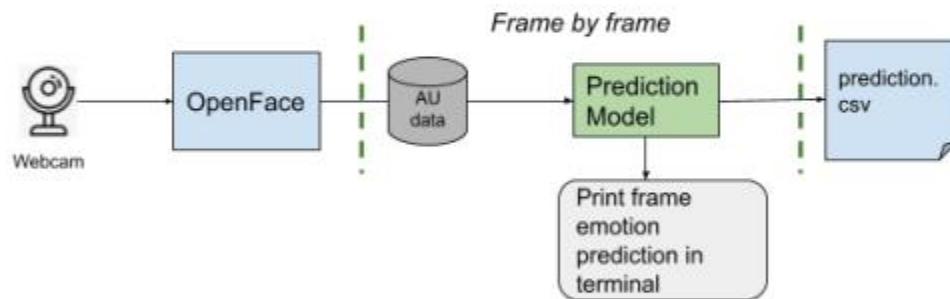 Frame by frame
Webcam
OpenFace
AU
data
Prediction
Model
prediction.
csv
Print frame
emotion
prediction in
terminal